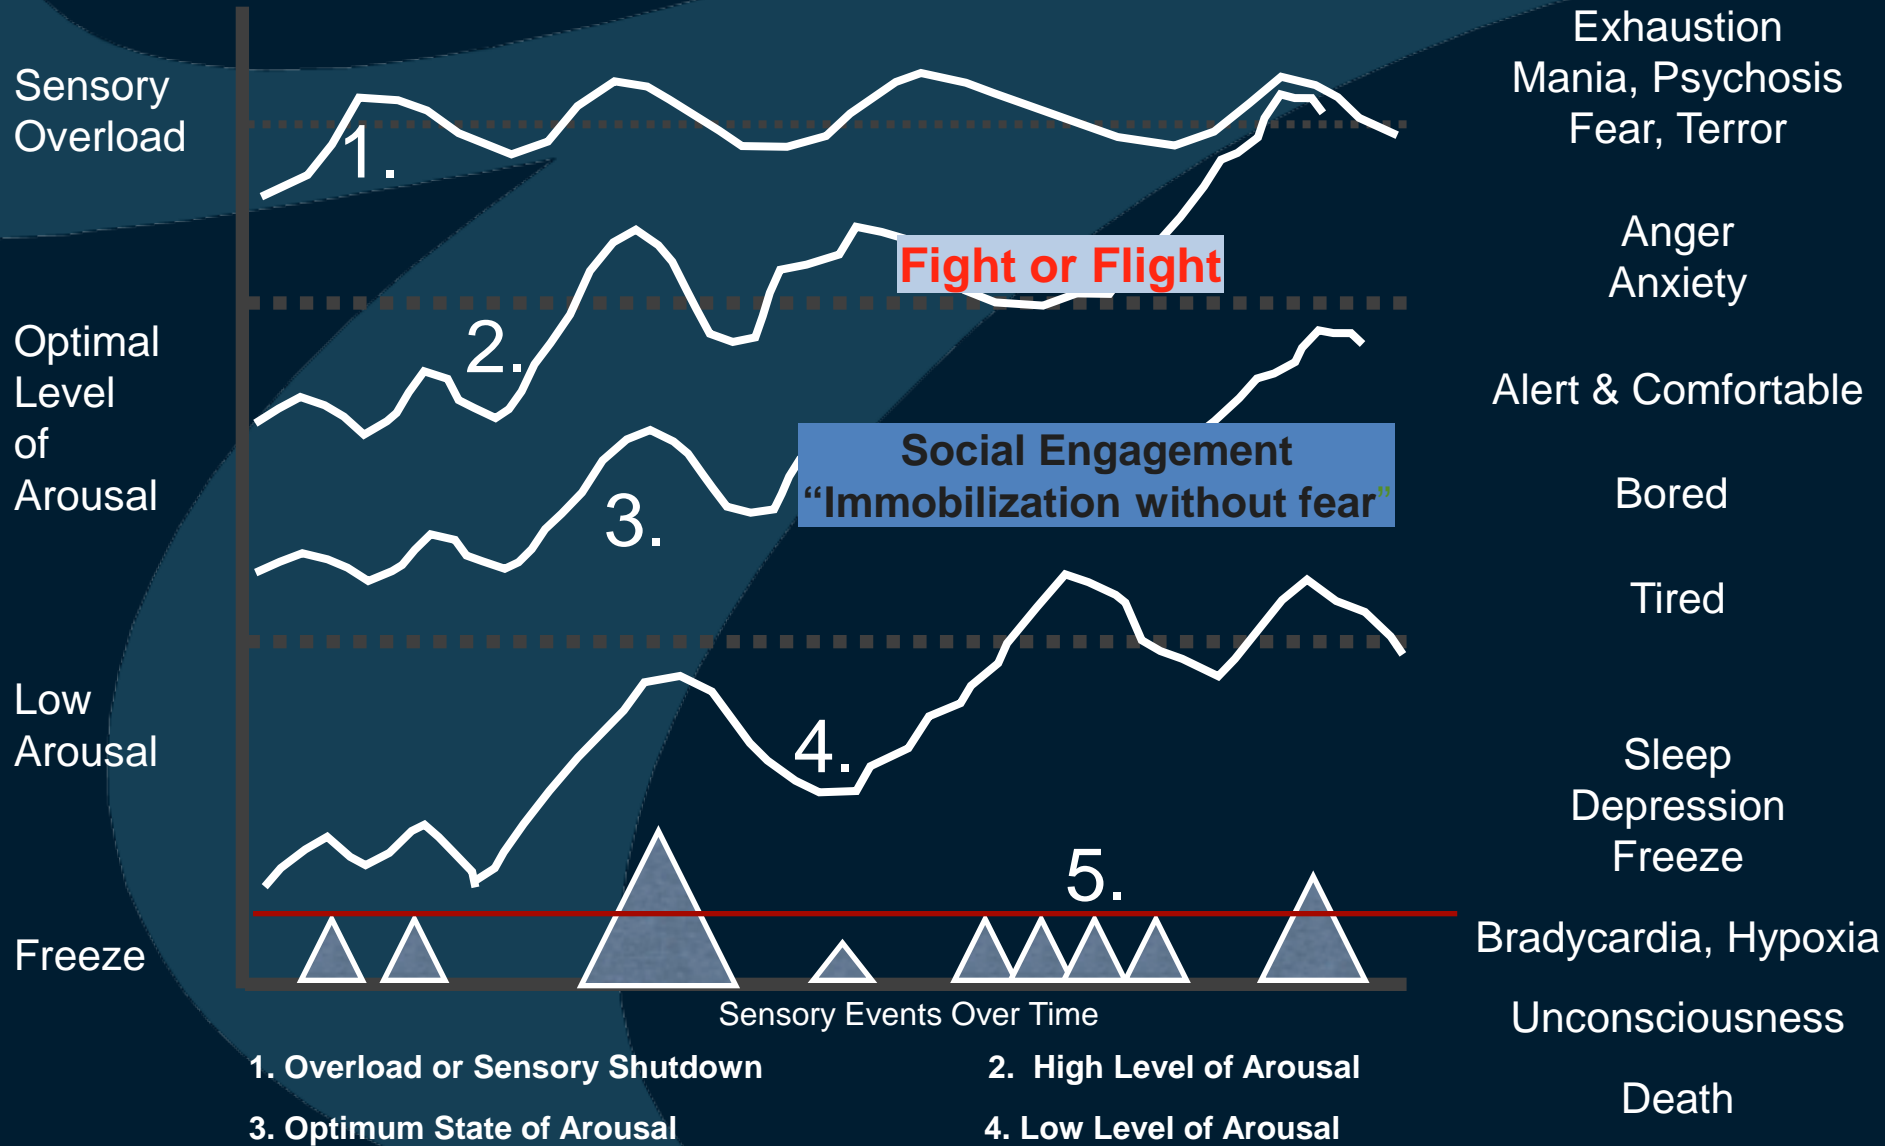 Sensory
Overload
Optimal
Level
of
Arousal
Low
Arousal
Freeze
1.
2.
3.
4.
5.
Fight or Flight
Social Engagement
“Immobilization without fear”
Exhaustion
Mania, Psychosis
Fear, Terror
Anger
Anxiety
Alert & Comfortable
Bored
Tired
Sleep
Depression
Freeze
Bradycardia, Hypoxia
Unconsciousness
Death
Sensory Events Over Time
1. Overload or Sensory Shutdown
2. High Level of Arousal
3. Optimum State of Arousal
4. Low Level of Arousal